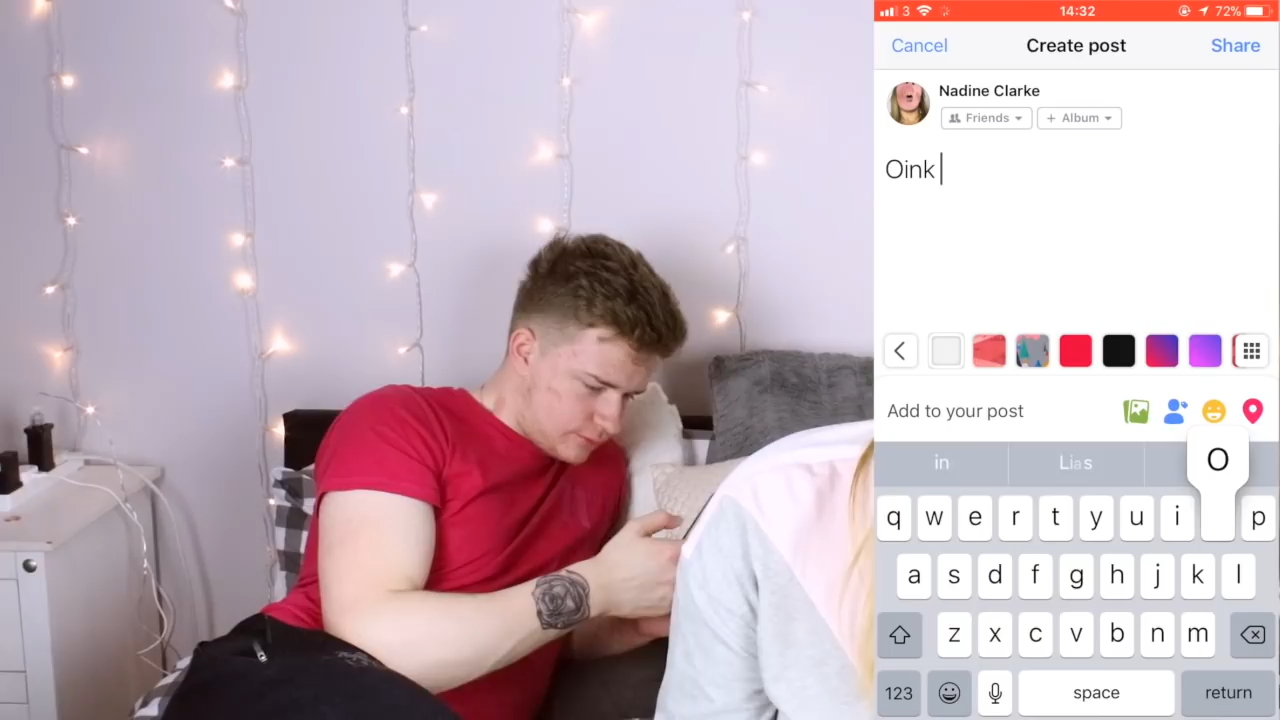 3 14:32 72%
Cancel Create post Share
Nadine Clarke
Friends + Album
Oink
Add to your post
in Lias
O
q w e r t y u i p
a s d f g h j k l
z x c v b n m
123 space return